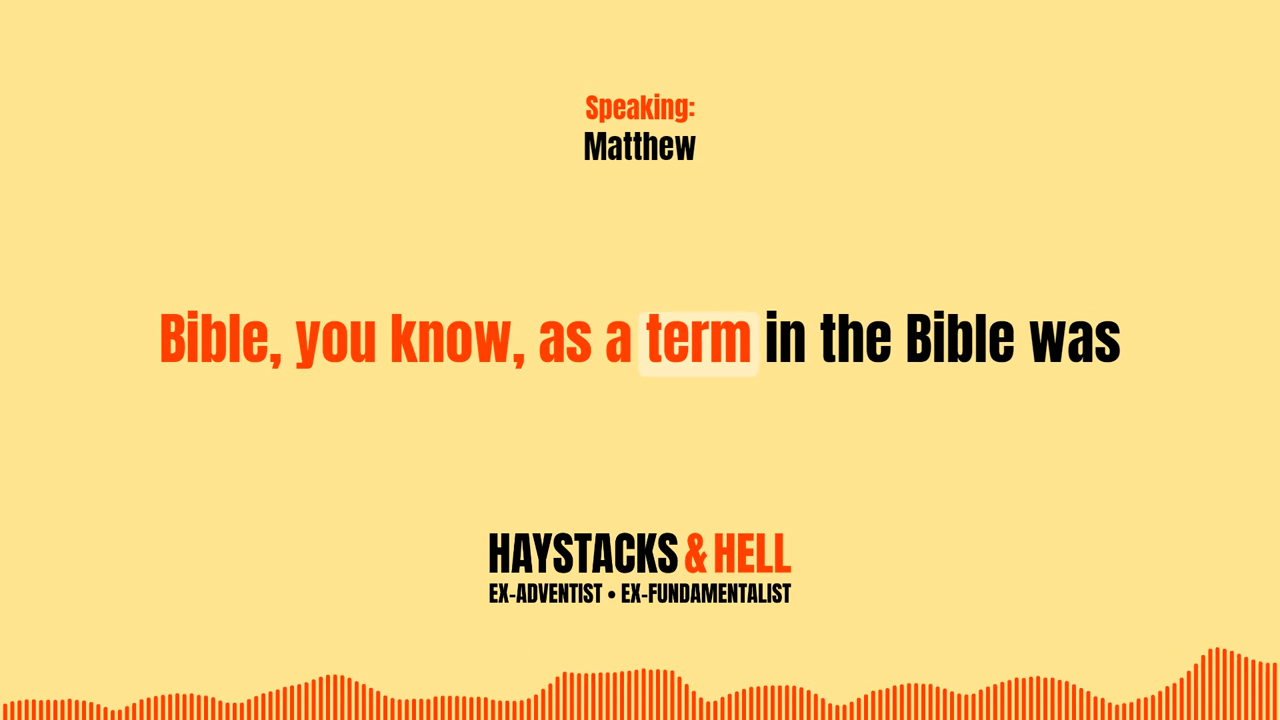 Speaking:
Matthew
Bible, you know, as a term in the Bible was
HAYSTACKS & HELL
EX-ADVENTIST • EX-FUNDAMENTALIST